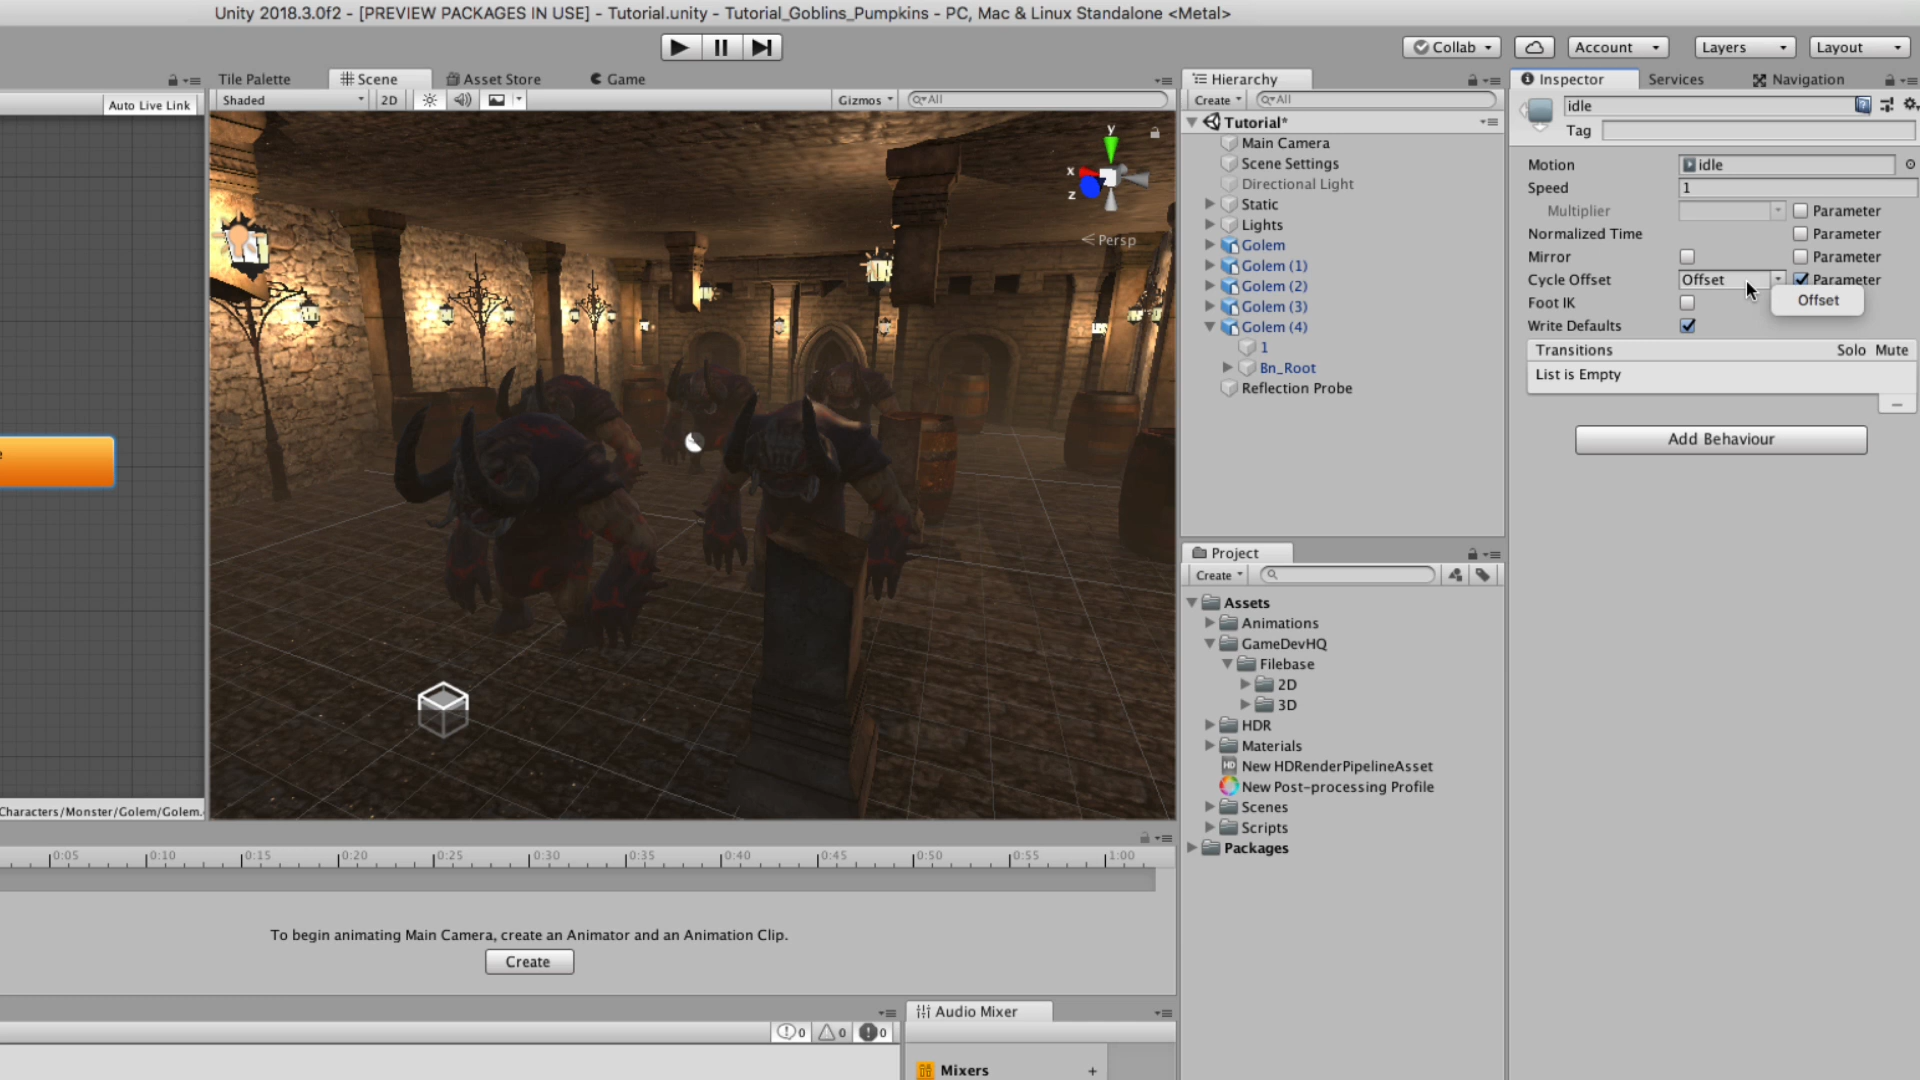 Unity 2018.3.0f2 - [PREVIEW PACKAGES IN USE] - Tutorial.unity - Tutorial_Goblins_Pumpkins - PC, Mac & Linux Standalone <Metal>
Collab
Account
Layers
Layout
Auto Live Link
Characters/Monster/Golem/Golem.
Tile Palette
Scene
Asset Store
Game
Shaded
2D
Gizmos
All
y
x
z
Persp
0:05
0:10
0:15
0:20
0:25
0:30
0:35
0:40
0:45
0:50
0:55
1:00
To begin animating Main Camera, create an Animator and an Animation Clip.
Create
0
0
0
Audio Mixer
Mixers
+
Hierarchy
Create
All
Tutorial*
Main Camera
Scene Settings
Directional Light
Static
Lights
Golem
Golem (1)
Golem (2)
Golem (3)
Golem (4)
1
Bn_Root
Reflection Probe
Project
Create
Assets
Animations
GameDevHQ
Filebase
2D
3D
HDR
Materials
New HDRenderPipelineAsset
New Post-processing Profile
Scenes
Scripts
Packages
Inspector
Services
Navigation
idle
Tag
Motion
idle
Speed
1
Multiplier
Parameter
Normalized Time
Parameter
Mirror
Parameter
Cycle Offset
Offset
Parameter
Offset
Foot IK
Write Defaults
Transitions
Solo
Mute
List is Empty
Add Behaviour